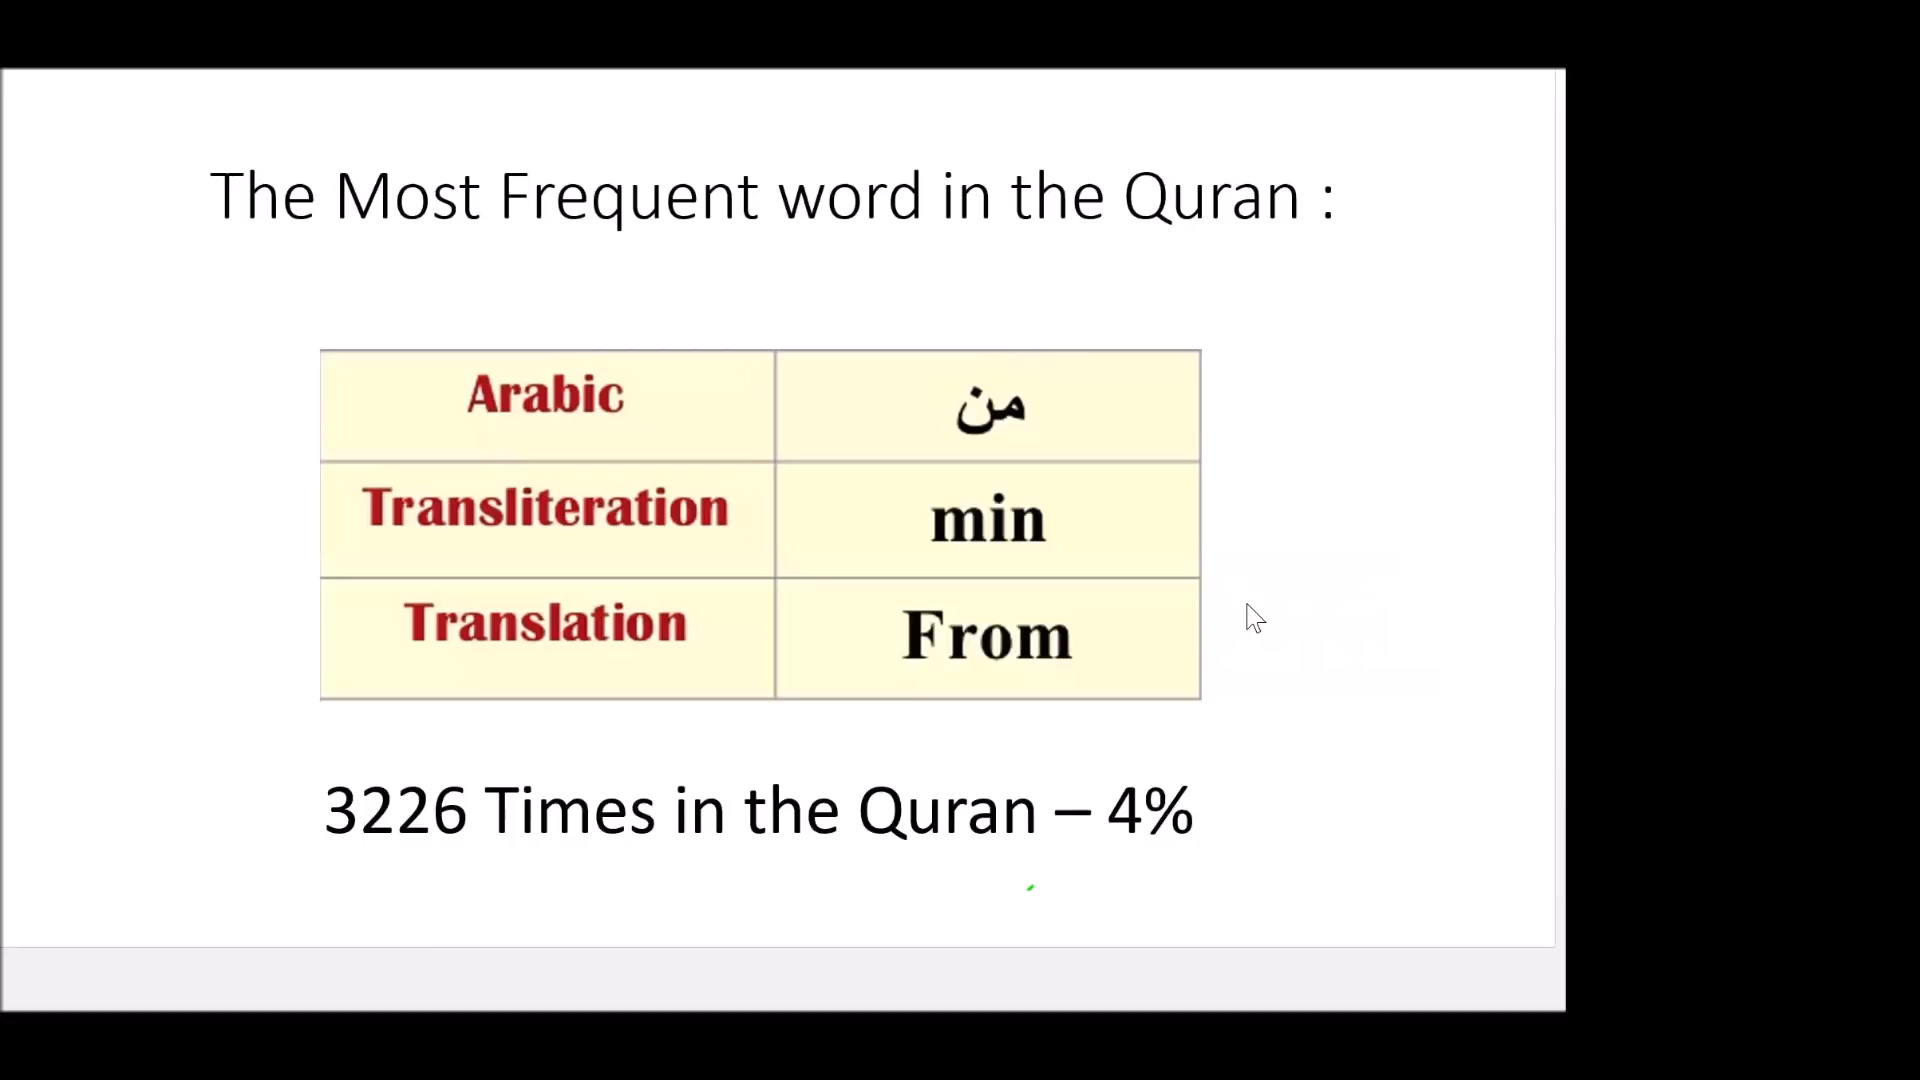 The Most Frequent word in the Quran :
Arabic من
Transliteration min
Translation From
3226 Times in the Quran – 4%